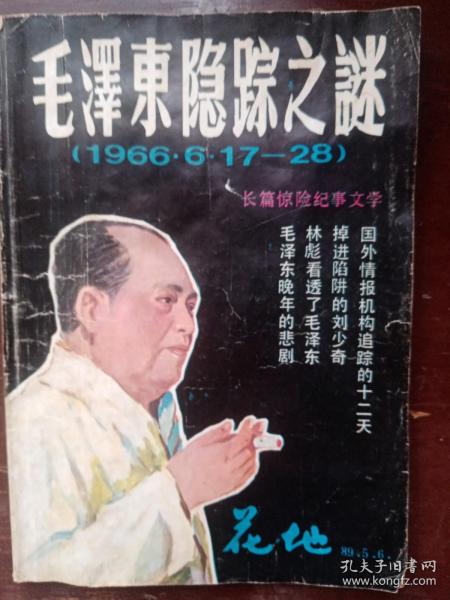 毛澤東隐踪之謎
(1966·6·17—28)
长篇惊险纪事文学
国外情报机构追踪的十二天
掉进陷阱的刘少奇
林彪看透了毛泽东
毛泽东晚年的悲剧
花地
89.5.6.
孔夫子旧书网
www.kongfz.com